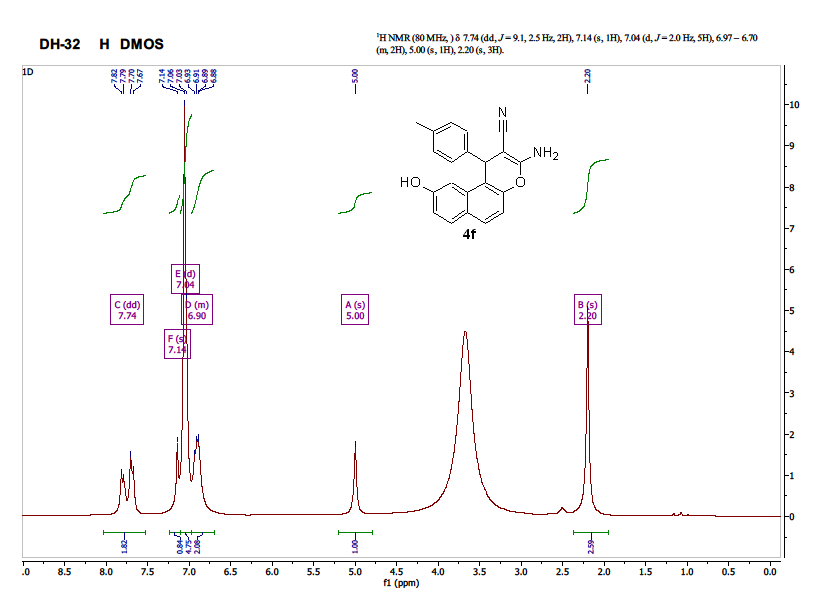 DH-32 H DMOS
¹H NMR (80 MHz, ) δ 7.74 (dd, J = 9.1, 2.5 Hz, 2H), 7.14 (s, 1H), 7.04 (d, J = 2.0 Hz, 5H), 6.97 – 6.70
(m, 2H), 5.00 (s, 1H), 2.20 (s, 3H).
1D
7.82
7.79
7.70
7.67
7.14
7.06
7.03
6.93
6.91
6.89
6.88
5.00
2.20
N
NH2
O
HO
4f
E (d)
7.04
C (dd)
7.74
D (m)
6.90
A (s)
5.00
B (s)
2.20
F (s)
7.14
10
9
8
7
6
5
4
3
2
1
0
1.82
0.84
4.75
2.08
1.00
2.59
.0 8.5 8.0 7.5 7.0 6.5 6.0 5.5 5.0 4.5 4.0 3.5 3.0 2.5 2.0 1.5 1.0 0.5 0.0
f1 (ppm)